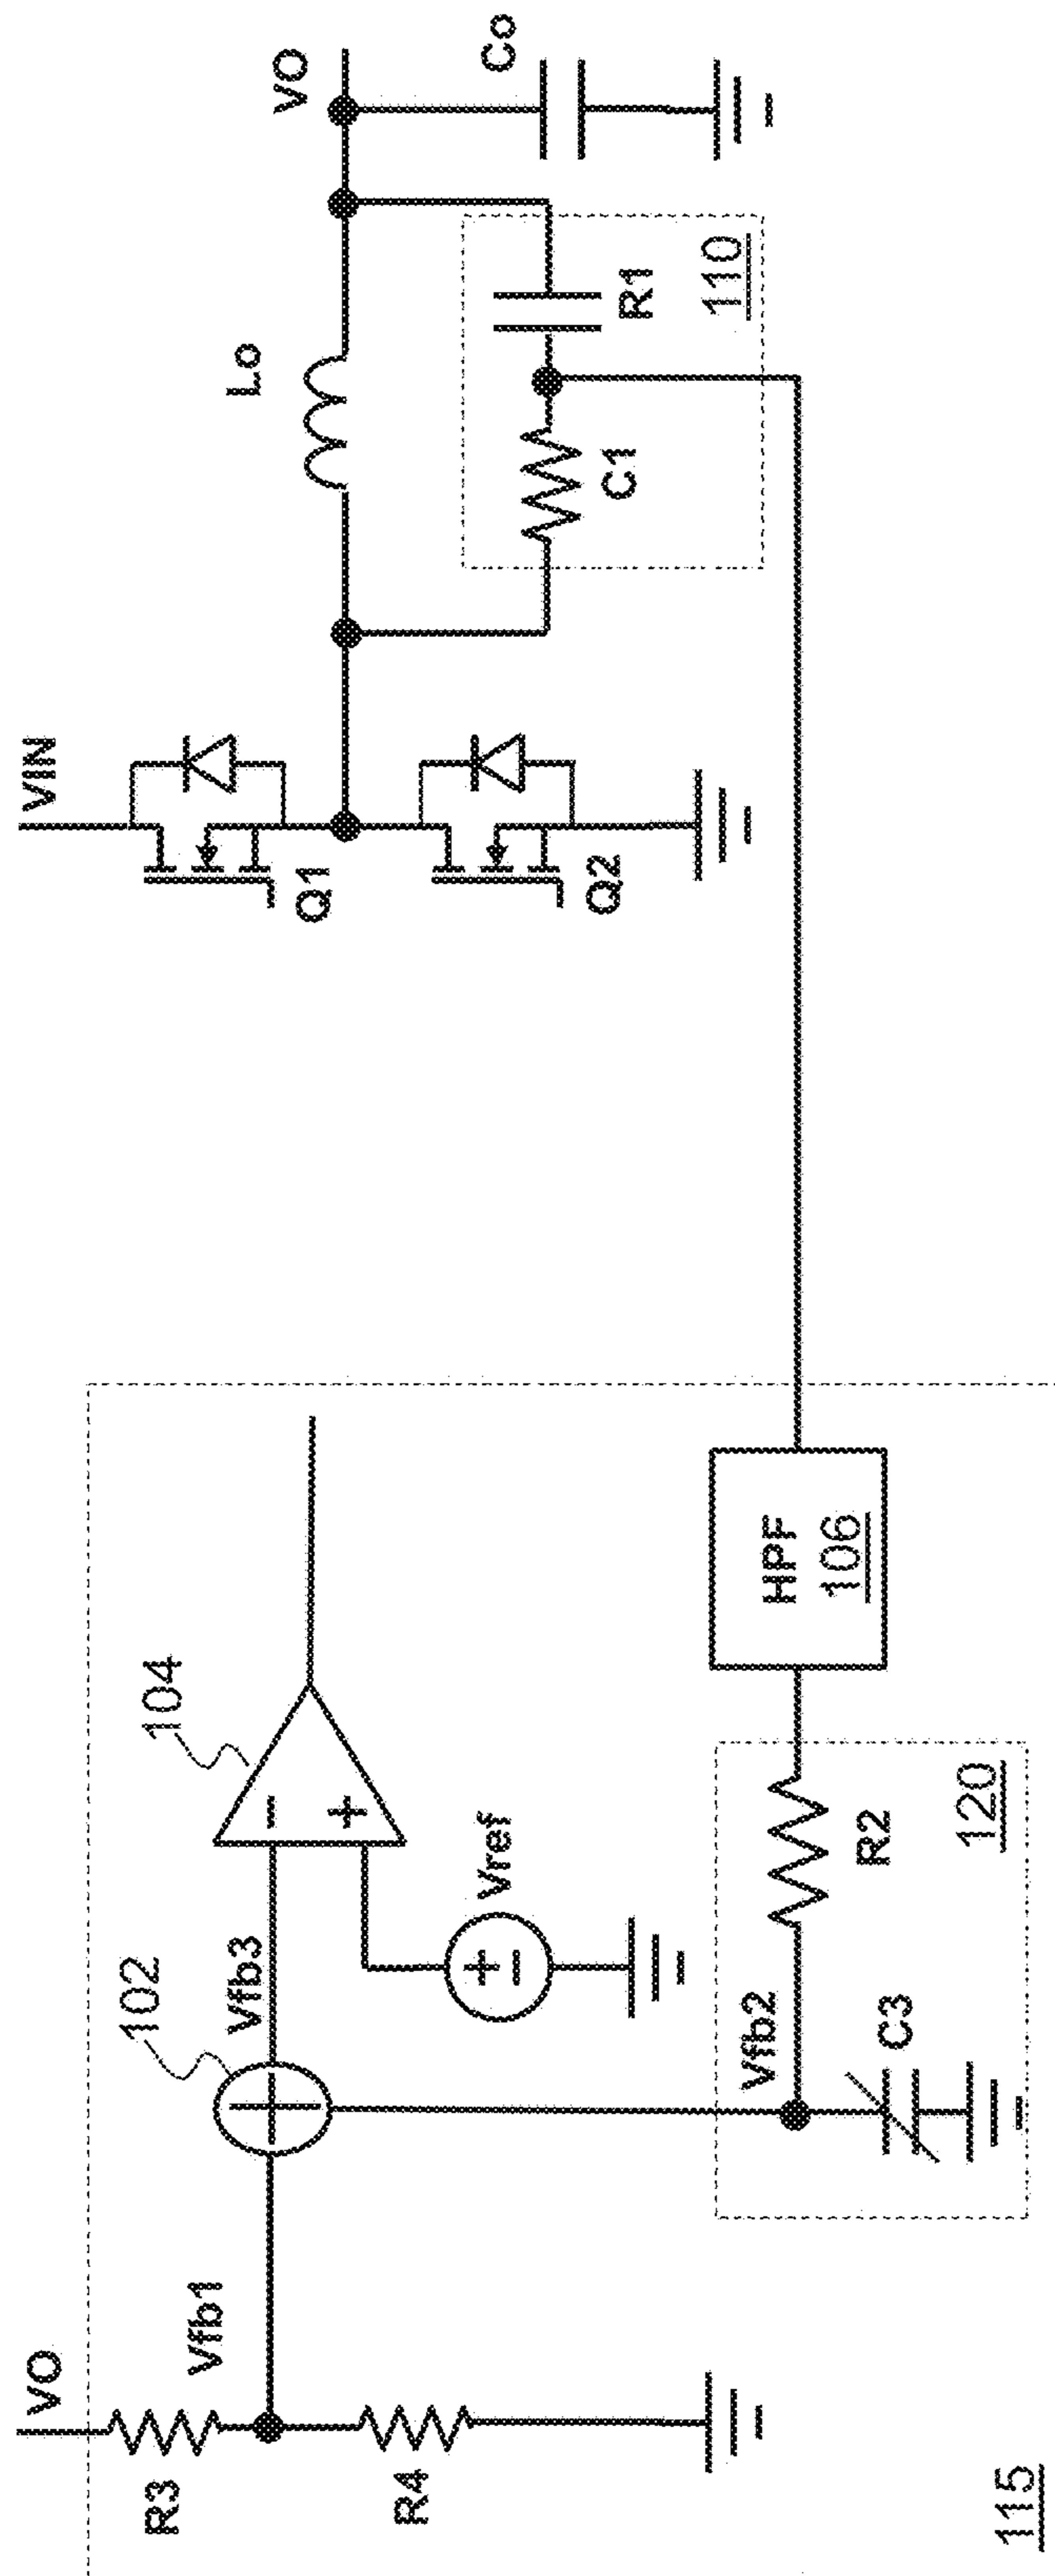 VO
R3
Vfb1
R4
102
Vfb3
104
-
+
+
-
Vref
Vfb2
C3
R2
120
HPF
106
115
VIN
Q1
Q2
Lo
C1
R1
110
VO
Co